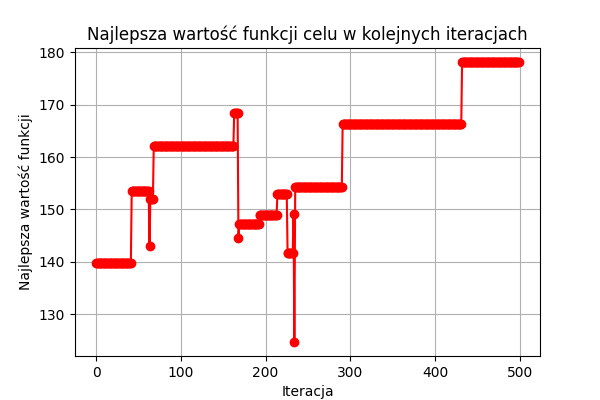 Najlepsza wartość funkcji celu w kolejnych iteracjach
Najlepsza wartość funkcji
180
170
160
150
140
130
0 100 200 300 400 500
Iteracja